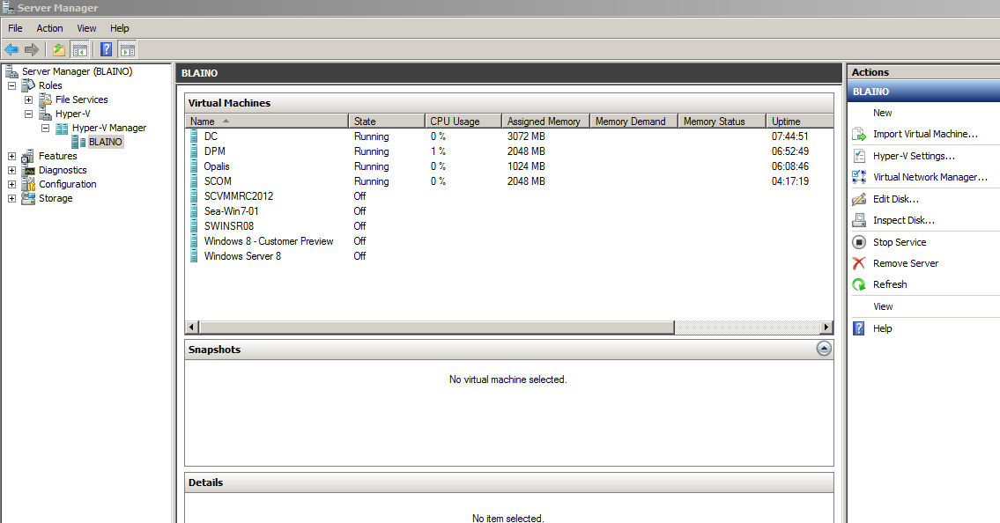 Server Manager
File Action View Help
Server Manager (BLAINO)
Roles
File Services
Hyper-V
Hyper-V Manager
BLAINO
Features
Diagnostics
Configuration
Storage
BLAINO
Virtual Machines
Name State CPU Usage Assigned Memory Memory Demand Memory Status Uptime
DC Running 0 % 3072 MB 07:44:51
DPM Running 1 % 2048 MB 06:52:49
Opalis Running 0 % 1024 MB 06:08:46
SCOM Running 0 % 2048 MB 04:17:19
SCVMMRC2012 Off
Sea-Win7-01 Off
SWINSR08 Off
Windows 8 - Customer Preview Off
Windows Server 8 Off
Snapshots
No virtual machine selected.
Details
No item selected.
Actions
BLAINO
New
Import Virtual Machine...
Hyper-V Settings...
Virtual Network Manager...
Edit Disk...
Inspect Disk...
Stop Service
Remove Server
Refresh
View
Help